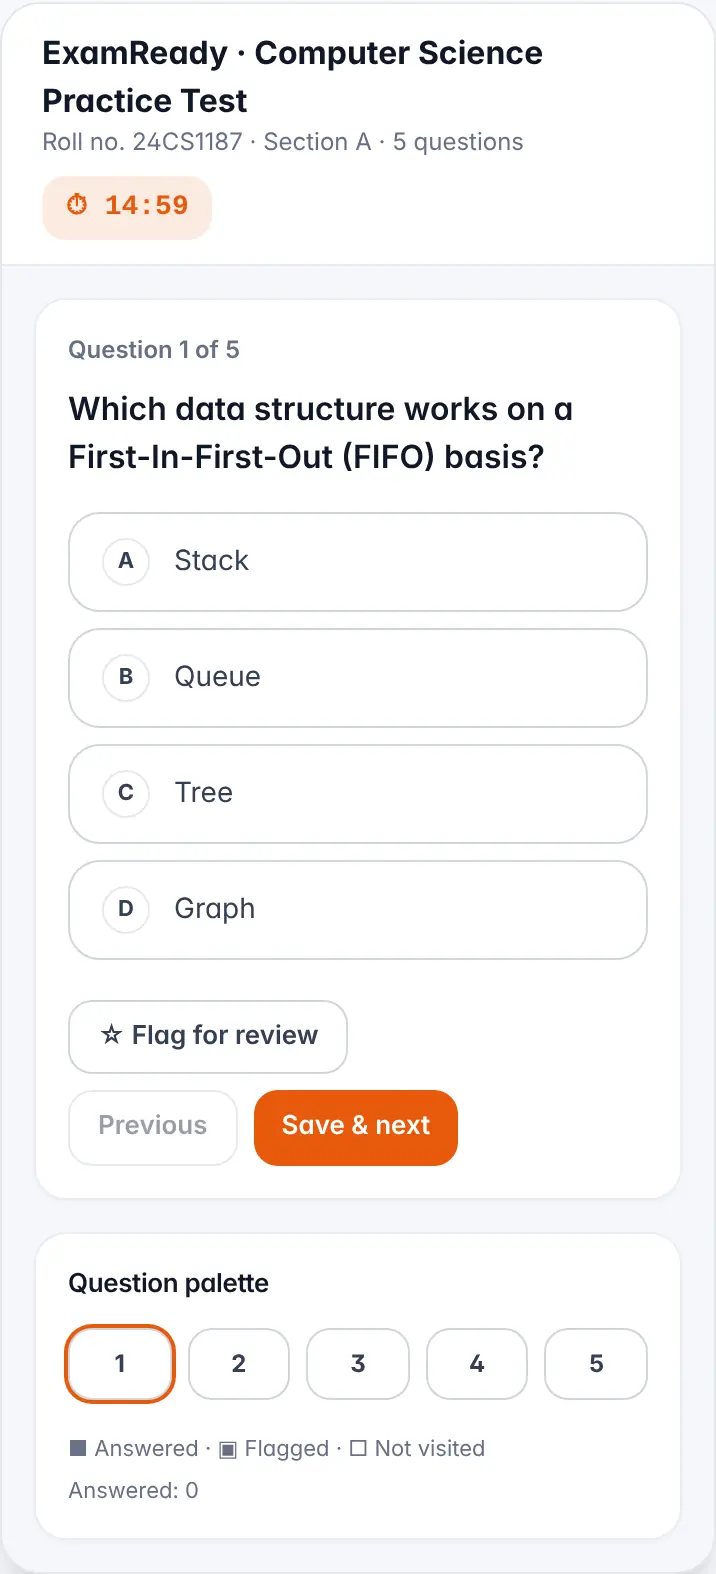 ExamReady · Computer Science
Practice Test
Roll no. 24CS1187 · Section A · 5 questions
⏱ 14:59
Question 1 of 5
Which data structure works on a
First-In-First-Out (FIFO) basis?
A Stack
B Queue
C Tree
D Graph
☆ Flag for review
Previous Save & next
Question palette
1 2 3 4 5
■ Answered · ▣ Flagged · □ Not visited
Answered: 0